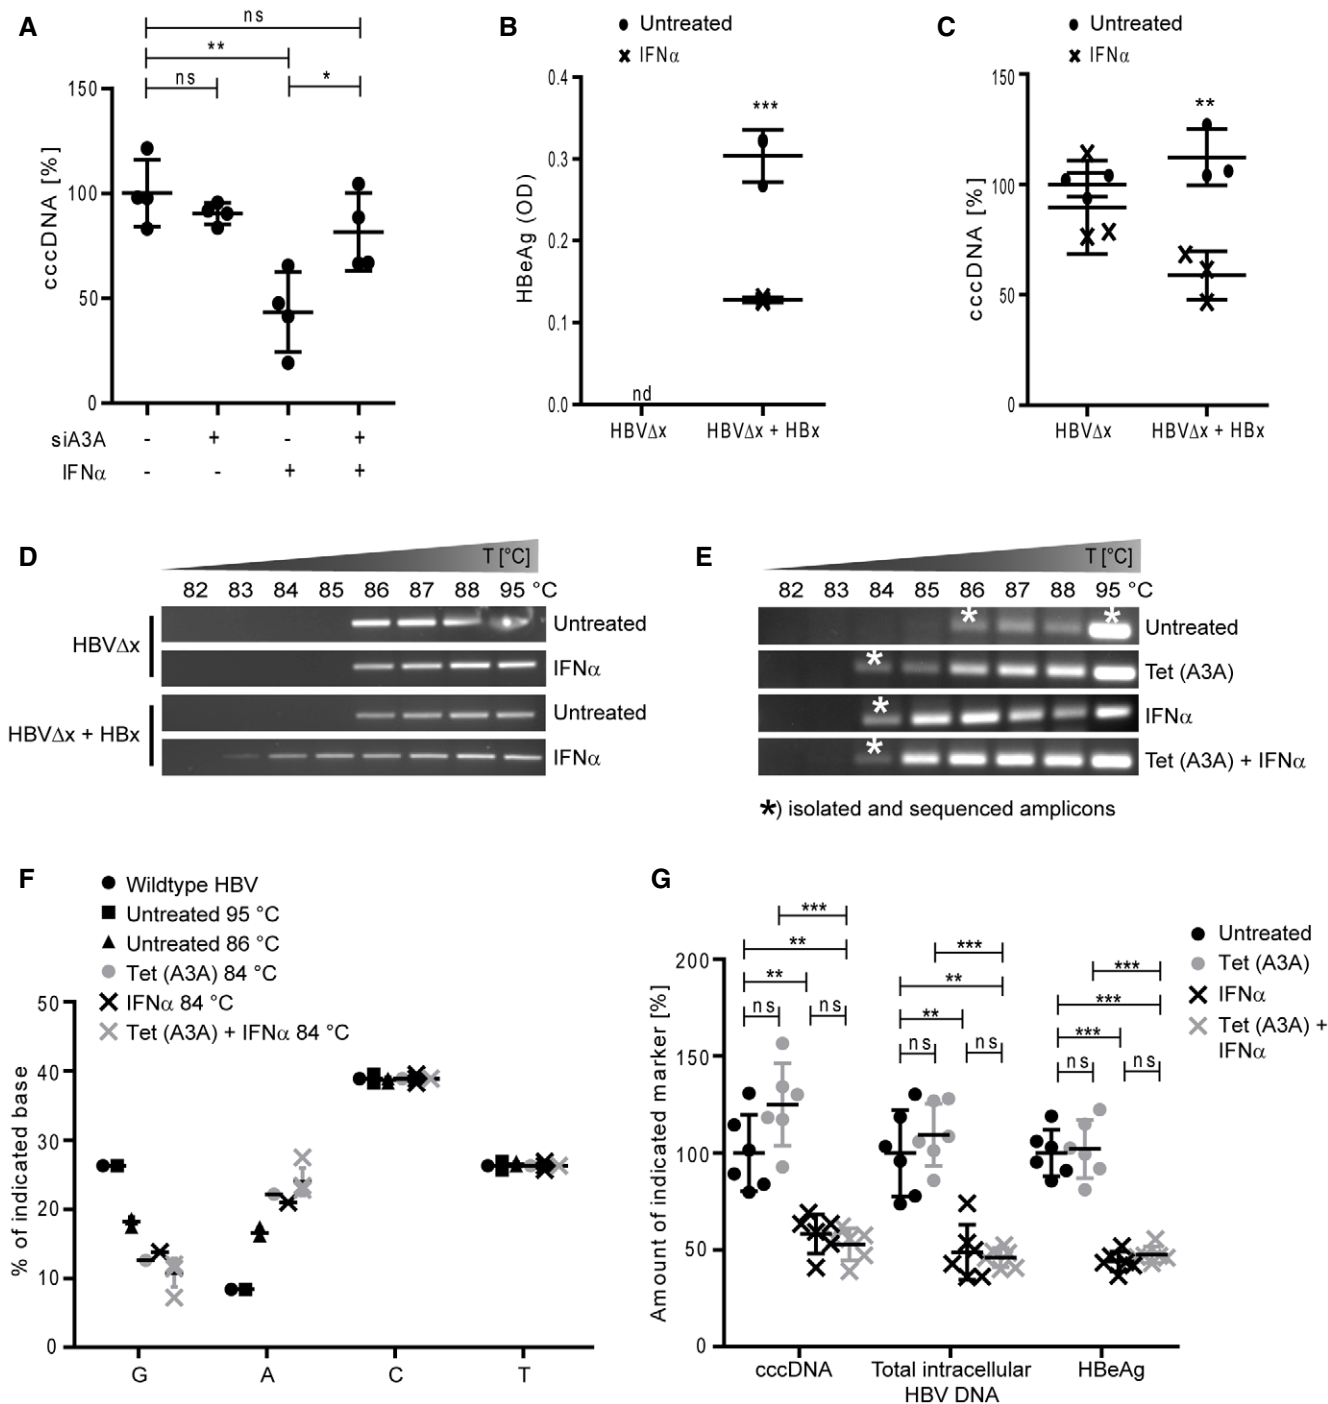 A
ns
**
ns
*
cccDNA [%]
150
100
50
0
siA3A - + - +
IFNα - - + +
B
Untreated
IFNα
HBeAg (OD)
0.4
0.3
0.2
0.1
0.0
***
nd
HBVΔx
HBVΔx + HBx
C
Untreated
IFNα
cccDNA [%]
150
100
50
0
**
HBVΔx
HBVΔx + HBx
D
T [°C]
82 83 84 85 86 87 88 95 °C
HBVΔx
Untreated
IFNα
HBVΔx + HBx
Untreated
IFNα
E
T [°C]
82 83 84 85 86 87 88 95 °C
* * Untreated
* Tet (A3A)
* IFNα
* Tet (A3A) + IFNα
*) isolated and sequenced amplicons
F
Wildtype HBV
Untreated 95 °C
Untreated 86 °C
Tet (A3A) 84 °C
IFNα 84 °C
Tet (A3A) + IFNα 84 °C
% of indicated base
50
40
30
20
10
0
G A C T
G
Untreated
Tet (A3A)
IFNα
Tet (A3A) +
IFNα
Amount of indicated marker [%]
200
150
100
50
0
***
**
**
ns
ns
***
**
**
ns
ns
***
***
***
ns
ns
cccDNA
Total intracellular
HBV DNA
HBeAg